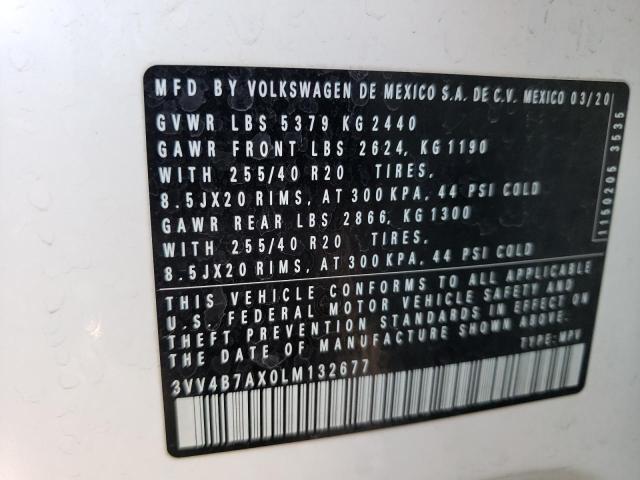 MFD BY VOLKSWAGEN DE MEXICO S.A. DE C.V. MEXICO 03/20
GVWR LBS 5379 KG 2440
GAWR FRONT LBS 2624, KG 1190
WITH 255/40 R20 TIRES,
8.5JX20 RIMS, AT 300 KPA, 44 PSI COLD
GAWR REAR LBS 2866, KG 1300
WITH 255/40 R20 TIRES,
8.5JX20 RIMS, AT 300 KPA, 44 PSI COLD
THIS VEHICLE CONFORMS TO ALL APPLICABLE
U.S. FEDERAL MOTOR VEHICLE SAFETY AND
THEFT PREVENTION STANDARDS IN EFFECT ON
THE DATE OF MANUFACTURE SHOWN ABOVE.
TYPE: MPV
3VV4B7AX0LM132677
1150205 3535